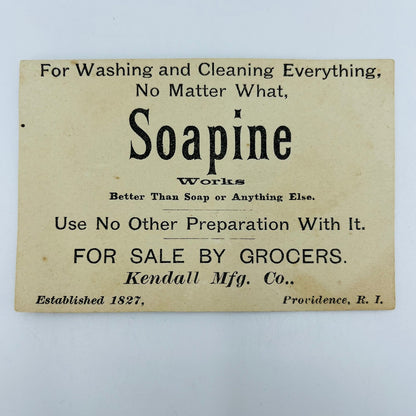 For Washing and Cleaning Everything,
No Matter What,
Soapine
Works
Better Than Soap or Anything Else.
Use No Other Preparation With It.
FOR SALE BY GROCERS.
Kendall Mfg. Co..
Established 1827, Providence, R. I.